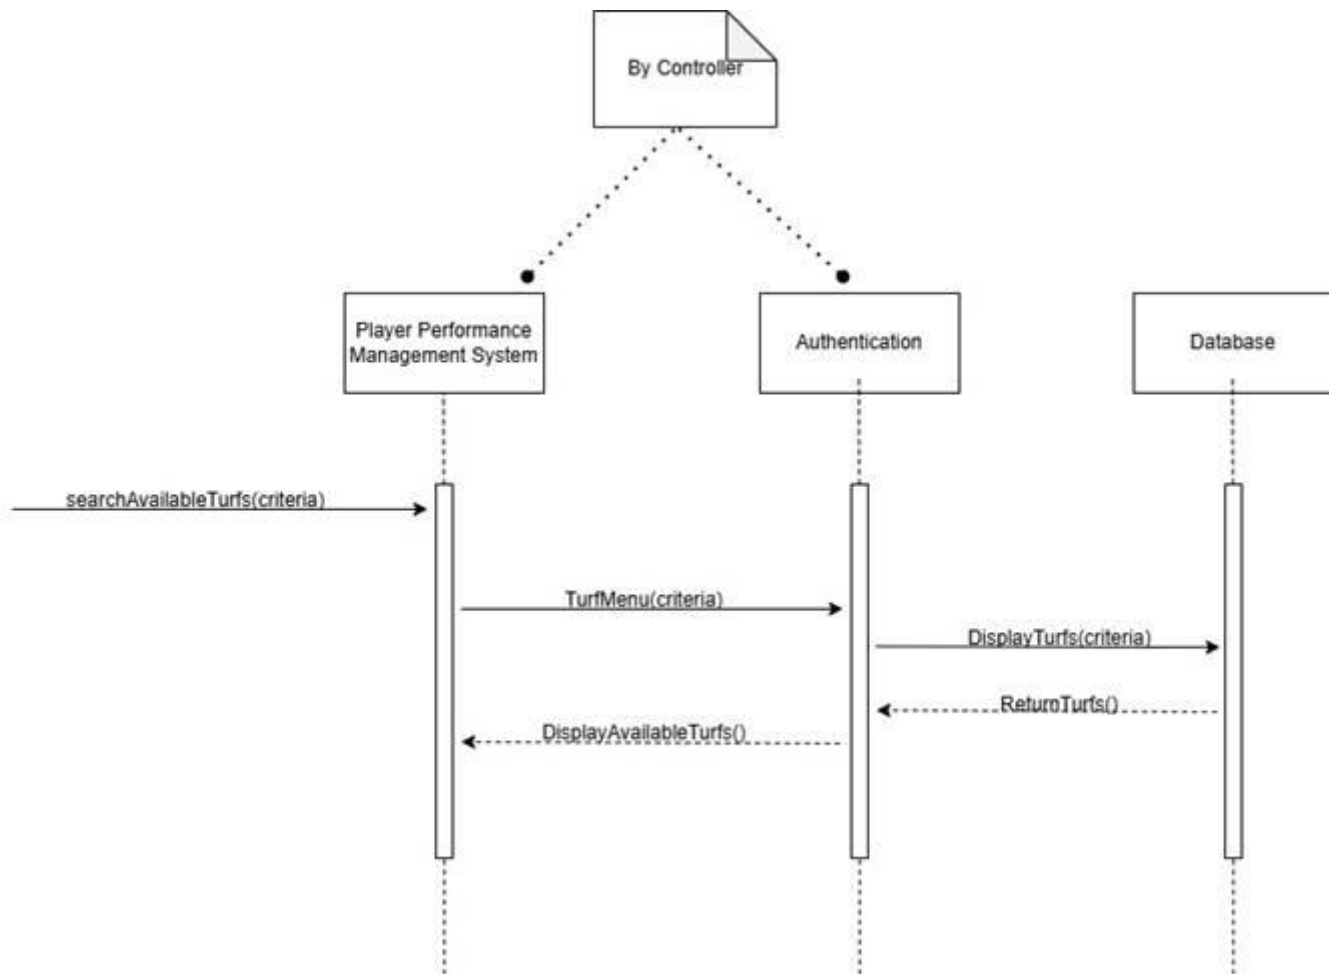 By Controller
Player Performance
Management System
Authentication
Database
searchAvailableTurfs(criteria)
TurfMenu(criteria)
DisplayTurfs(criteria)
ReturnTurfs()
DisplayAvailableTurfs()